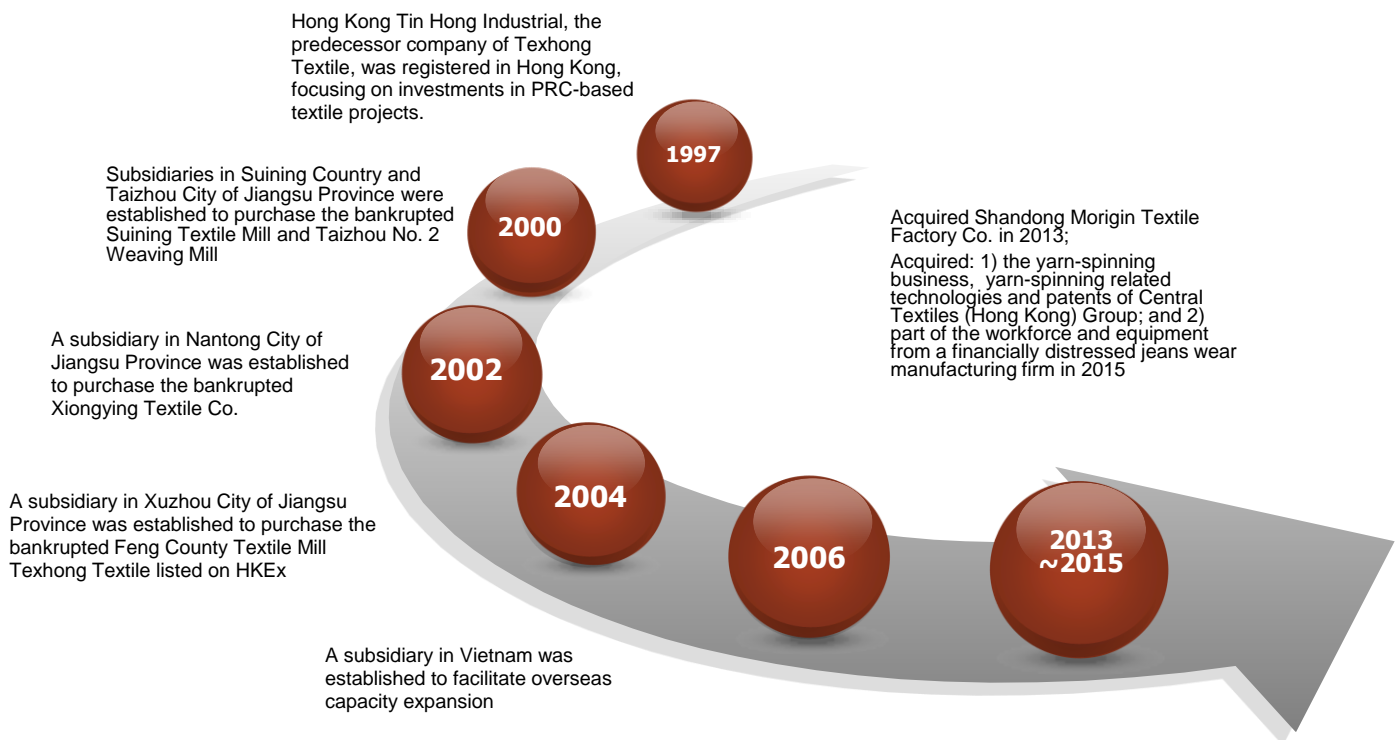 Hong Kong Tin Hong Industrial, the
predecessor company of Texhong
Textile, was registered in Hong Kong,
focusing on investments in PRC-based
textile projects.
1997
Subsidiaries in Suining Country and
Taizhou City of Jiangsu Province were
established to purchase the bankrupted
Suining Textile Mill and Taizhou No. 2
Weaving Mill
2000
A subsidiary in Nantong City of
Jiangsu Province was established
to purchase the bankrupted
Xiongying Textile Co.
2002
A subsidiary in Xuzhou City of Jiangsu
Province was established to purchase the
bankrupted Feng County Textile Mill
Texhong Textile listed on HKEx
2004
A subsidiary in Vietnam was
established to facilitate overseas
capacity expansion
2006
Acquired Shandong Morigin Textile
Factory Co. in 2013;
Acquired: 1) the yarn-spinning
business, yarn-spinning related
technologies and patents of Central
Textiles (Hong Kong) Group; and 2)
part of the workforce and equipment
from a financially distressed jeans wear
manufacturing firm in 2015
2013
~2015